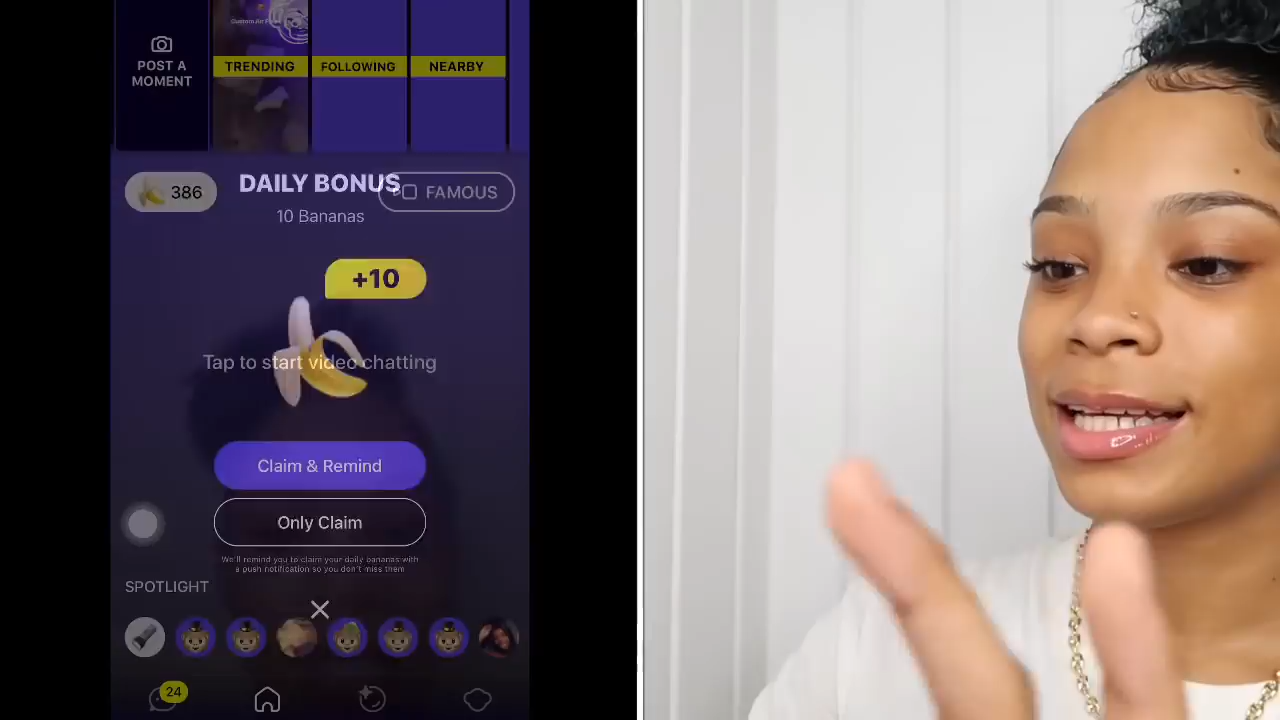 POST A
MOMENT
TRENDING
FOLLOWING
NEARBY
386
DAILY BONUS
FAMOUS
10 Bananas
+10
Tap to start video chatting
Claim & Remind
Only Claim
We'll remind you to claim your daily bananas with
a push notification so you don't miss them
SPOTLIGHT
24